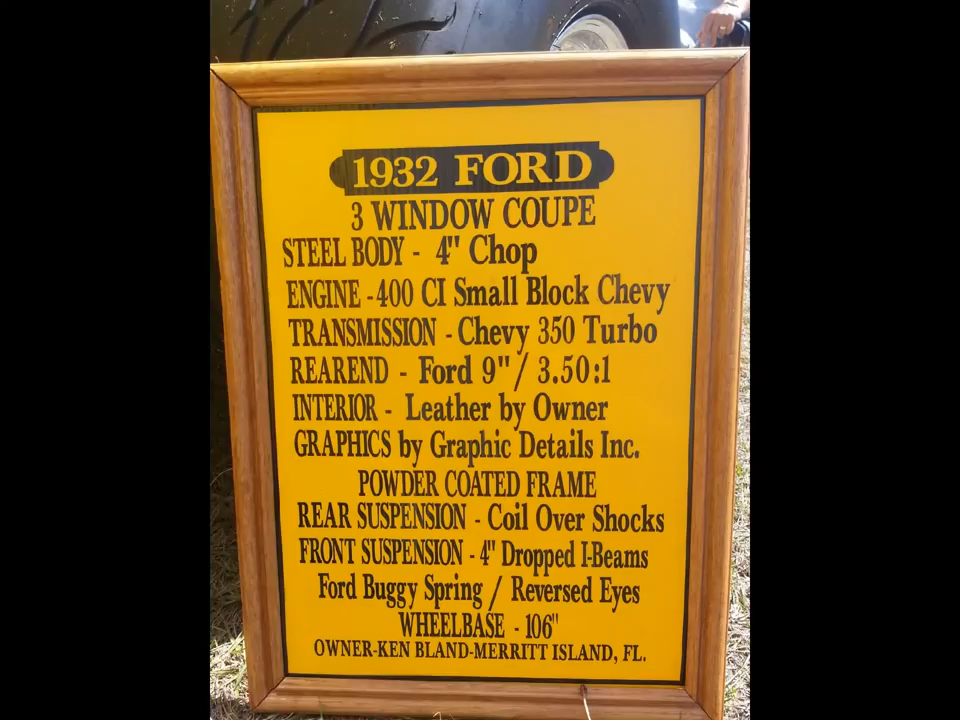 1932 FORD
3 WINDOW COUPE
STEEL BODY - 4" Chop
ENGINE -400 CI Small Block Chevy
TRANSMISSION - Chevy 350 Turbo
REAREND - Ford 9" / 3.50:1
INTERIOR - Leather by Owner
GRAPHICS by Graphic Details Inc.
POWDER COATED FRAME
REAR SUSPENSION - Coil Over Shocks
FRONT SUSPENSION - 4" Dropped I-Beams
Ford Buggy Spring / Reversed Eyes
WHEELBASE - 106"
OWNER-KEN BLAND-MERRITT ISLAND, FL.